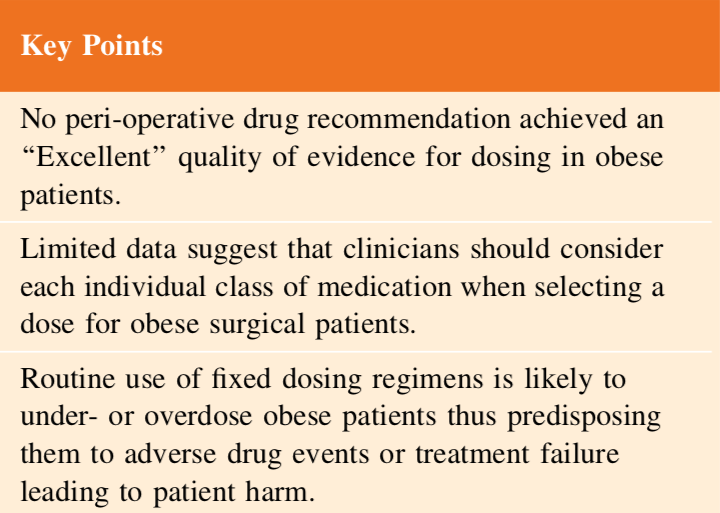 Key Points
No peri-operative drug recommendation achieved an
“Excellent” quality of evidence for dosing in obese
patients.
Limited data suggest that clinicians should consider
each individual class of medication when selecting a
dose for obese surgical patients.
Routine use of fixed dosing regimens is likely to
under- or overdose obese patients thus predisposing
them to adverse drug events or treatment failure
leading to patient harm.